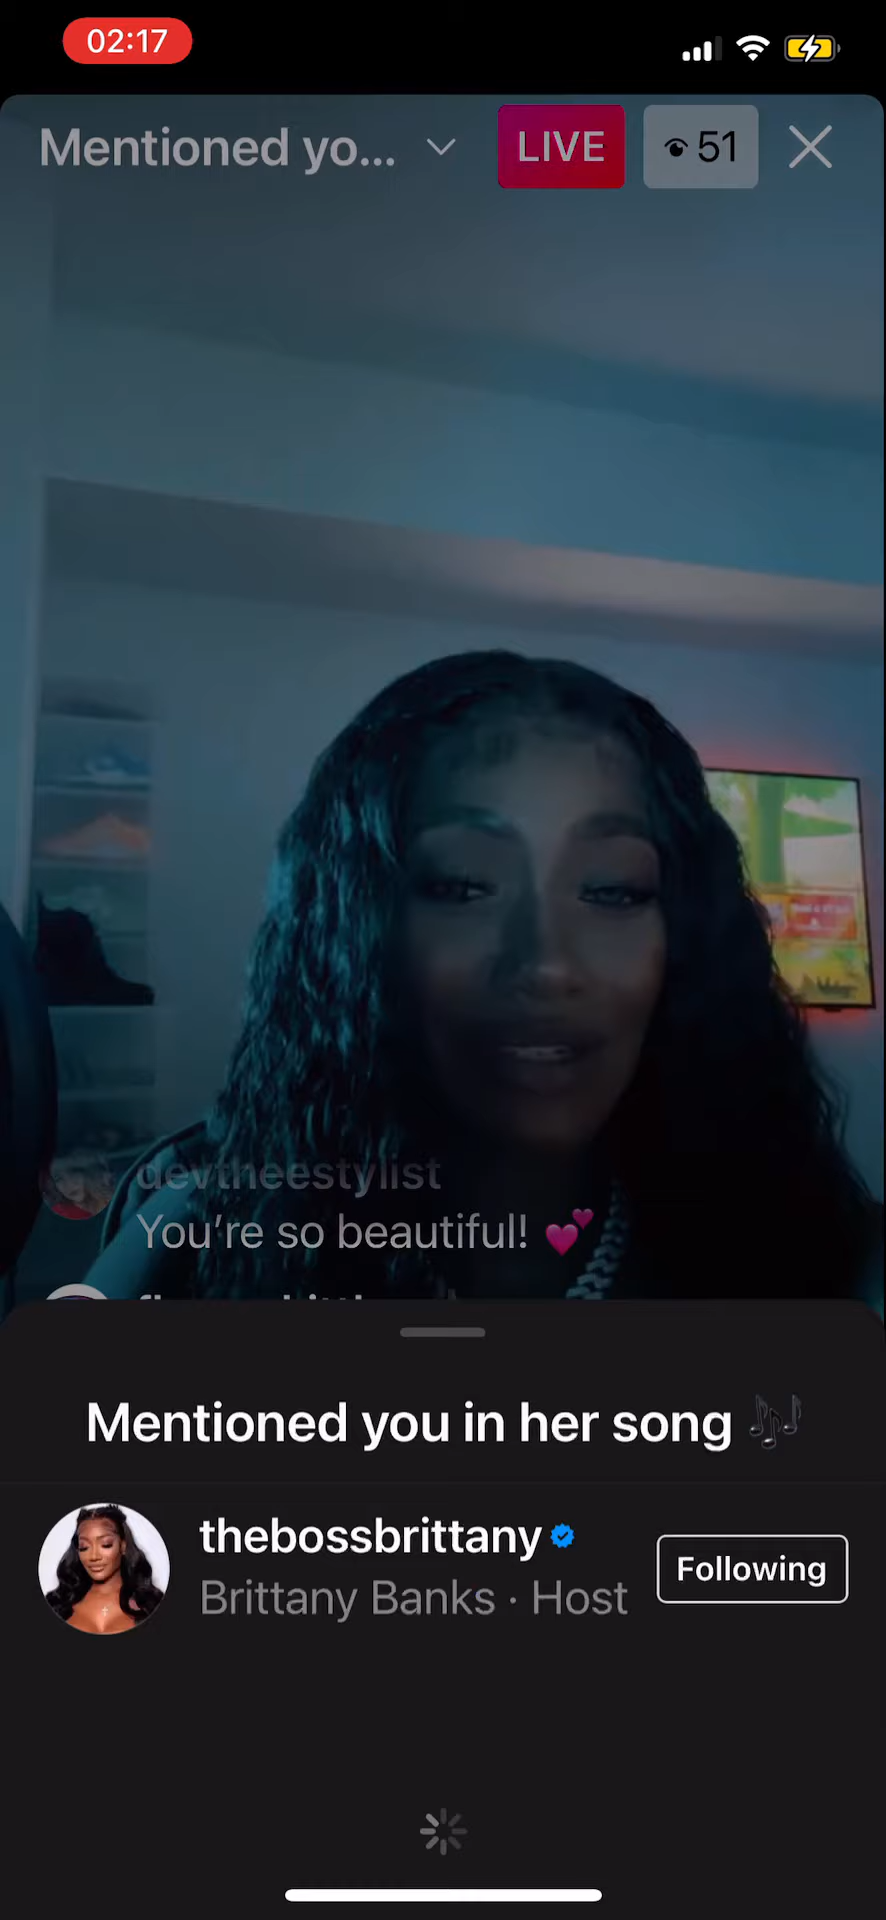 02:17
Mentioned yo...
LIVE
51
devtheestylist
You're so beautiful! 💕
Mentioned you in her song 🎶
thebossbrittany
Brittany Banks · Host
Following